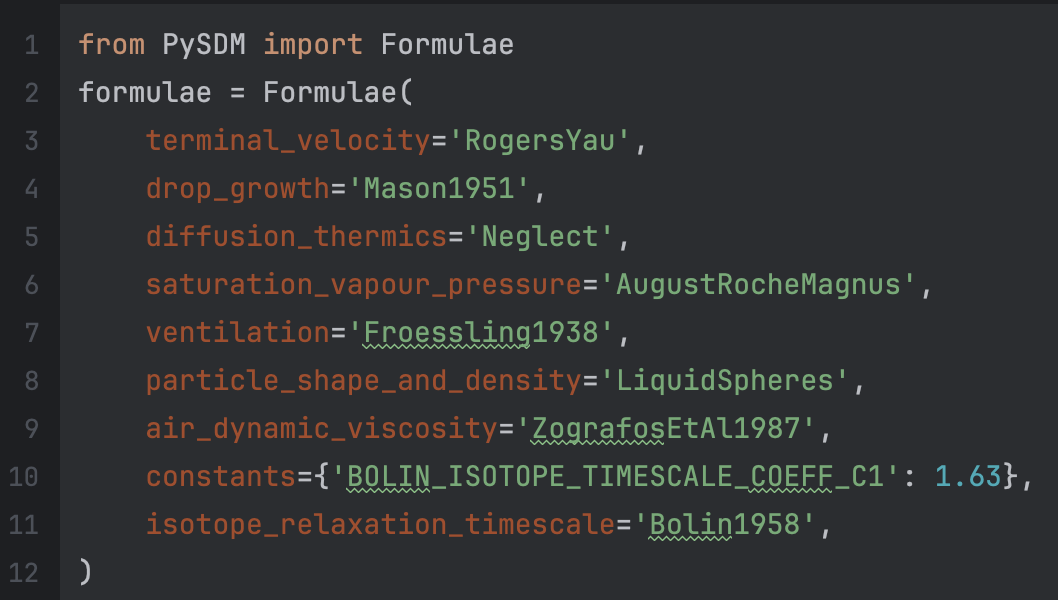 1 from PySDM import Formulae
2 formulae = Formulae(
3     terminal_velocity='RogersYau',
4     drop_growth='Mason1951',
5     diffusion_thermics='Neglect',
6     saturation_vapour_pressure='AugustRocheMagnus',
7     ventilation='Froessling1938',
8     particle_shape_and_density='LiquidSpheres',
9     air_dynamic_viscosity='ZografosEtAl1987',
10     constants={'BOLIN_ISOTOPE_TIMESCALE_COEFF_C1': 1.63},
11     isotope_relaxation_timescale='Bolin1958',
12 )